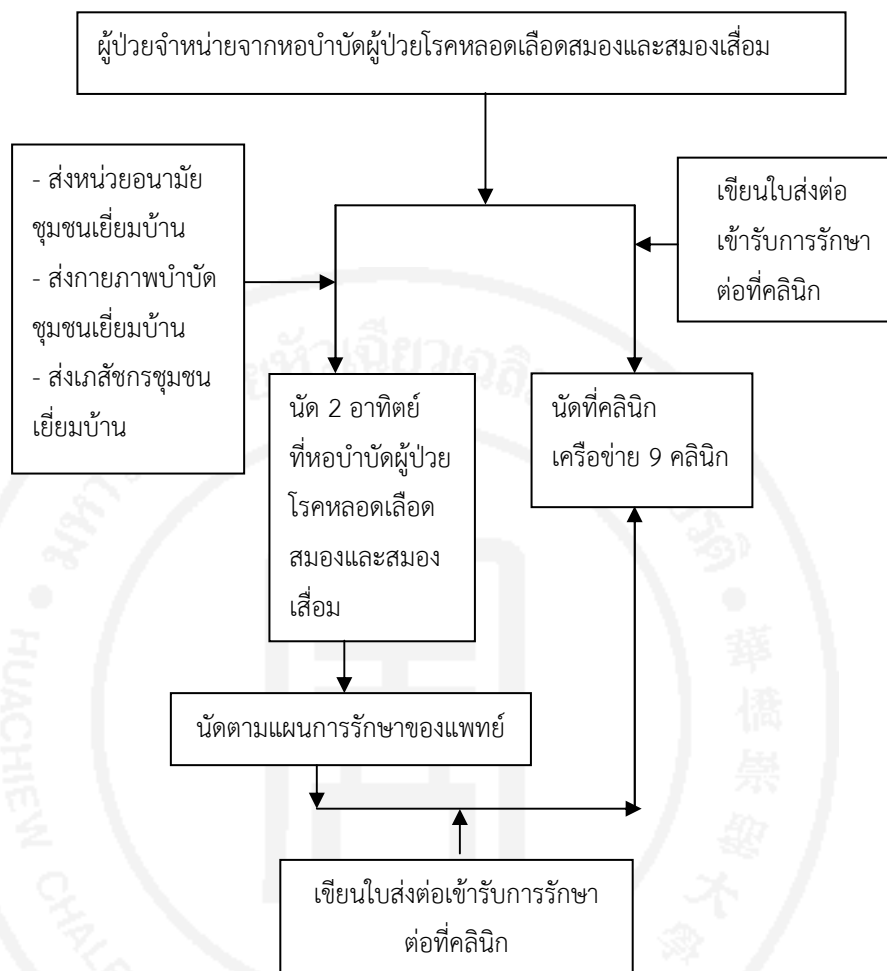 ผู้ป่วยจำหน่ายจากหอบำบัดผู้ป่วยโรคหลอดเลือดสมองและสมองเสื่อม
- ส่งหน่วยอนามัย
ชุมชนเยี่ยมบ้าน
- ส่งกายภาพบำบัด
ชุมชนเยี่ยมบ้าน
- ส่งเภสัชกรชุมชน
เยี่ยมบ้าน
เขียนใบส่งต่อ
เข้ารับการรักษา
ต่อที่คลินิก
นัด 2 อาทิตย์
ที่หอบำบัดผู้ป่วย
โรคหลอดเลือด
สมองและสมอง
เสื่อม
นัดที่คลินิก
เครือข่าย 9 คลินิก
นัดตามแผนการรักษาของแพทย์
เขียนใบส่งต่อเข้ารับการรักษา
ต่อที่คลินิก
HUACHIEW
華僑崇聖大學